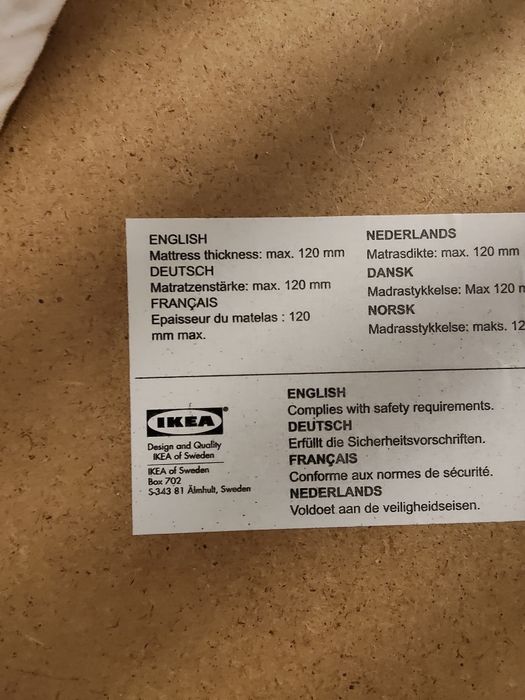 ENGLISH
Mattress thickness: max. 120 mm
DEUTSCH
Matratzenstärke: max. 120 mm
FRANÇAIS
Epaisseur du matelas : 120
mm max.
NEDERLANDS
Matrasdikte: max. 120 mm
DANSK
Madrastykkelse: Max 120
NORSK
Madrasstykkelse: maks.
IKEA®
Design and Quality
IKEA of Sweden
IKEA of Sweden
Box 702
S-343 81 Älmhult, Sweden
ENGLISH
Complies with safety requirements.
DEUTSCH
Erfüllt die Sicherheitsvorschriften.
FRANÇAIS
Conforme aux normes de sécurité.
NEDERLANDS
Voldoet aan de veiligheidseisen.